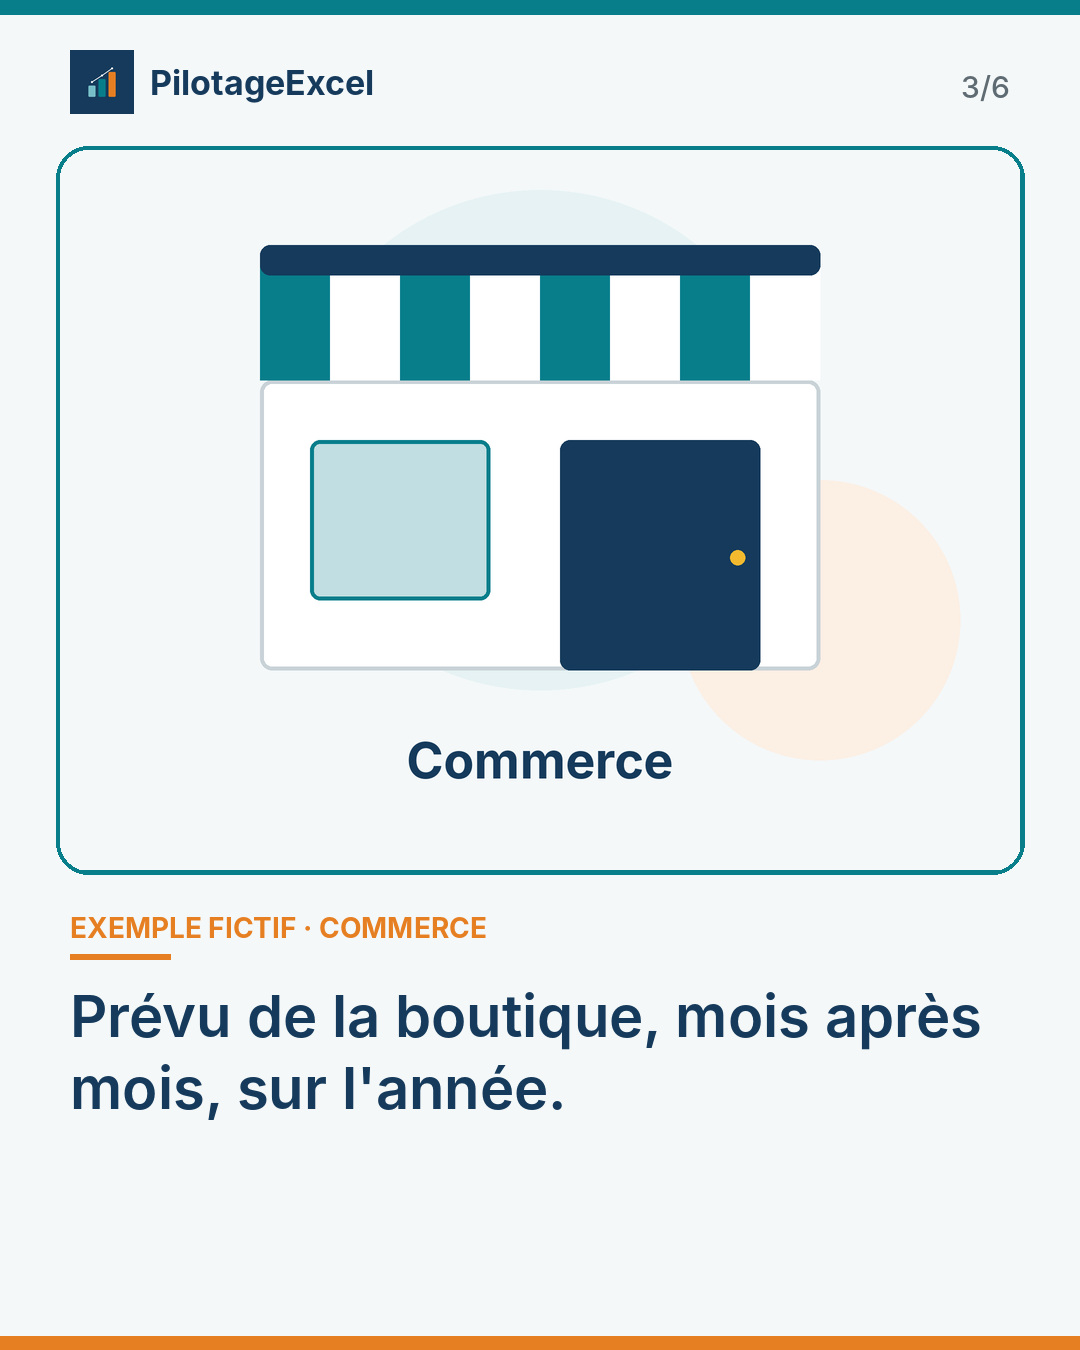 PilotageExcel
3/6
Commerce
EXEMPLE FICTIF · COMMERCE
Prévu de la boutique, mois après
mois, sur l'année.